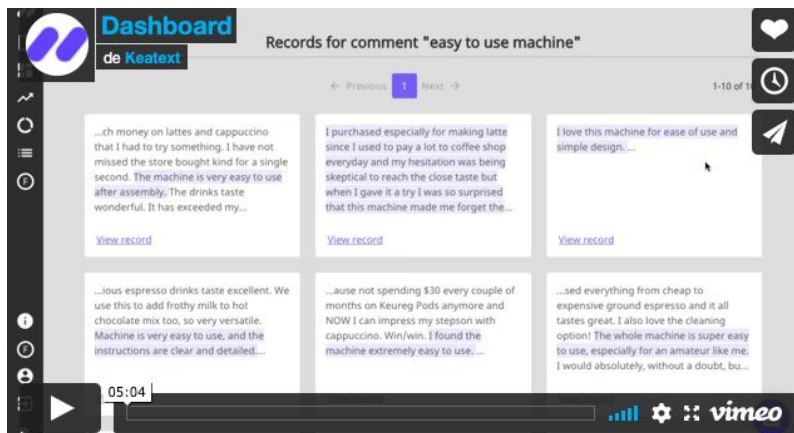 Dashboard
de Keatext
Records for comment "easy to use machine"
← Previous 1 Next →
1-10 of
...ch money on lattes and cappuccino
that I had to try something. I have not
missed the store bought kind for a single
second. The machine is very easy to use
after assembly. The drinks taste
wonderful. It has exceeded my...
View record
I purchased especially for making latte
since I used to pay a lot to coffee shop
everyday and my hesitation was being
skeptical to reach the close taste but
when I gave it a try I was so surprised
that this machine made me forget the...
View record
I love this machine for ease of use and
simple design. ...
View record
...ious espresso drinks taste excellent. We
use this to add frothy milk to hot
chocolate mix too, so very versatile.
Machine is very easy to use, and the
instructions are clear and detailed....
...ause not spending $30 every couple of
months on Keureg Pods anymore and
NOW I can impress my stepson with
cappuccino. Win/win. I found the
machine extremely easy to use. ...
...sed everything from cheap to
expensive ground espresso and it all
tastes great. I also love the cleaning
option! The whole machine is super easy
to use, especially for an amateur like me.
I would absolutely, without a doubt, bu...
05:04
vimeo